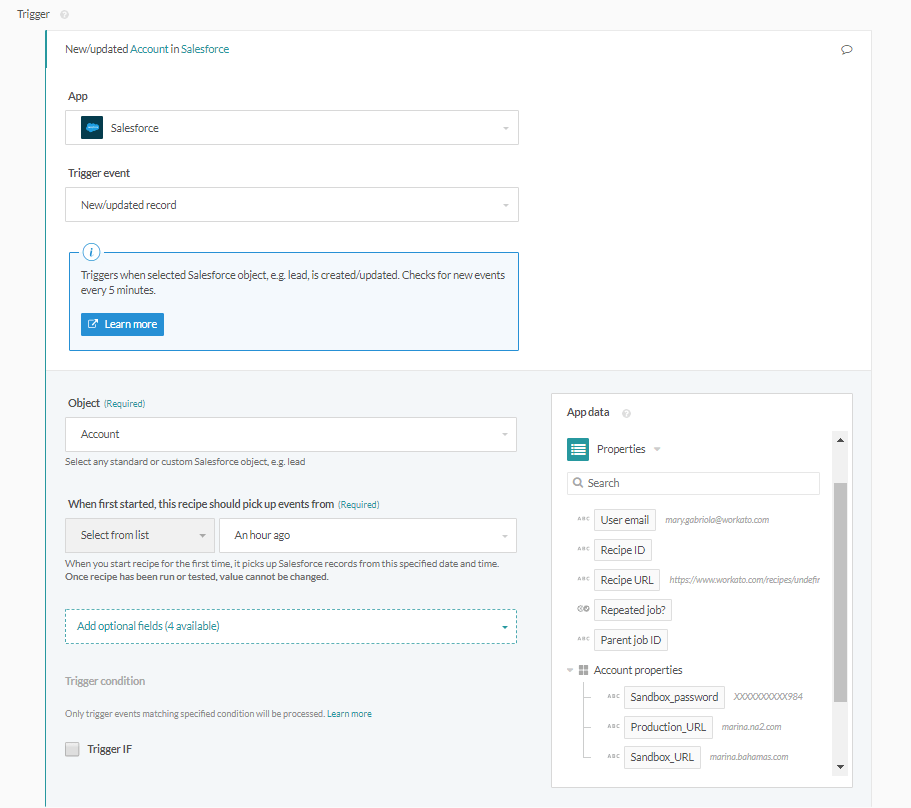 Trigger ?
New/updated Account in Salesforce
App
Salesforce
Trigger event
New/updated record
i
Triggers when selected Salesforce object, e.g. lead, is created/updated. Checks for new events
every 5 minutes.
Learn more
Object (Required)
Account
Select any standard or custom Salesforce object, e.g. lead
When first started, this recipe should pick up events from (Required)
Select from list
An hour ago
When you start recipe for the first time, it picks up Salesforce records from this specified date and time.
Once recipe has been run or tested, value cannot be changed.
Add optional fields (4 available)
Trigger condition
Only trigger events matching specified condition will be processed. Learn more
Trigger IF
App data ?
Properties
Search
ABC User email mary.gabriola@workato.com
ABC Recipe ID
ABC Recipe URL https://www.workato.com/recipes/undefir
Repeated job?
ABC Parent job ID
Account properties
ABC Sandbox_password XXXXXXXXXX984
ABC Production_URL marina.na2.com
ABC Sandbox_URL marina.bahamas.com